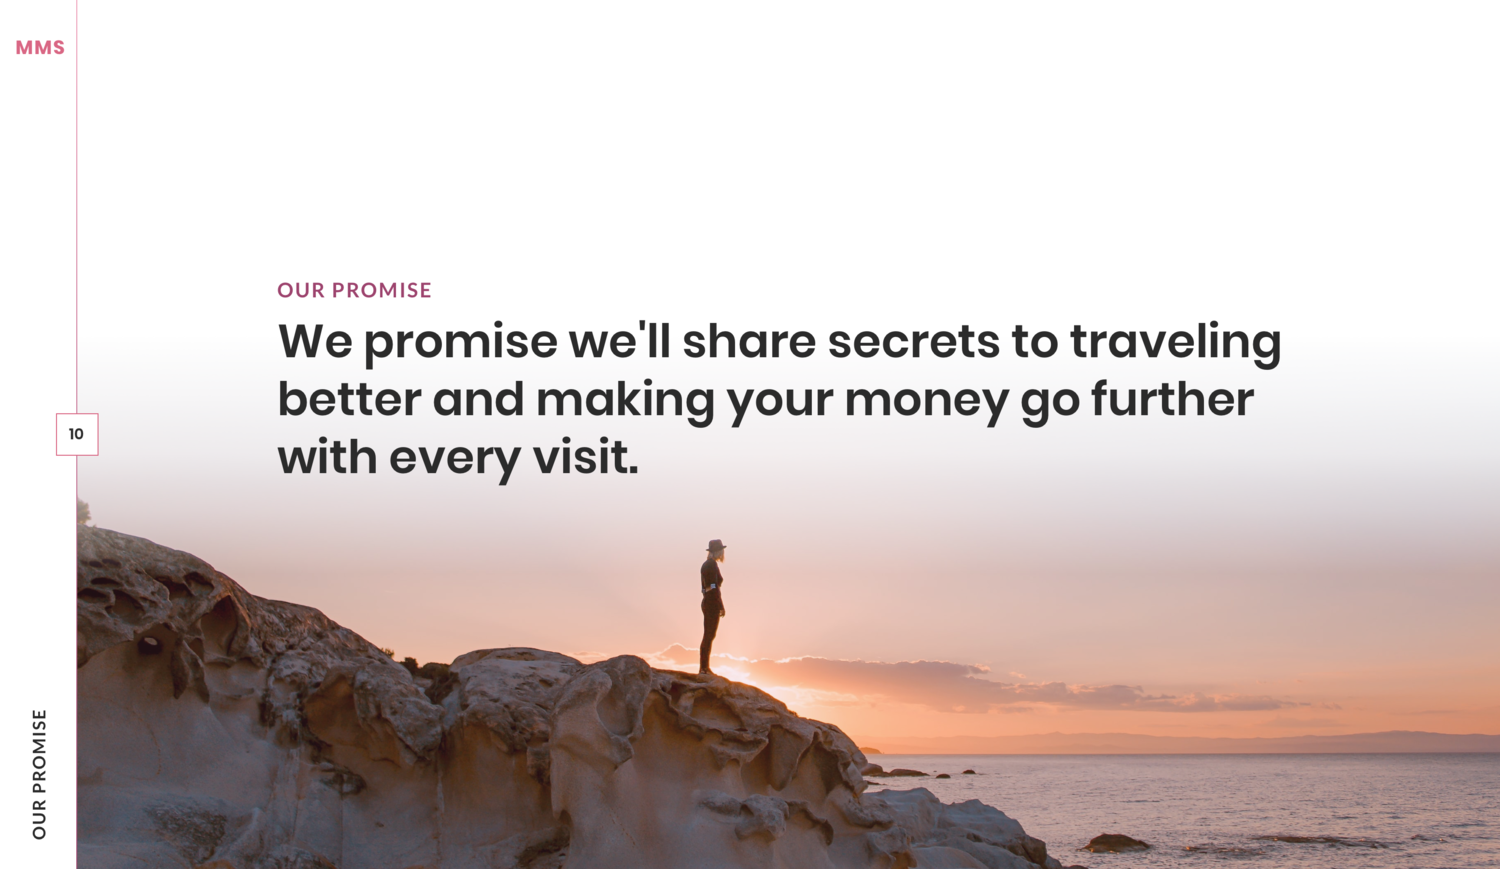 MMS
OUR PROMISE
We promise we'll share secrets to traveling
better and making your money go further
with every visit.
10
OUR PROMISE